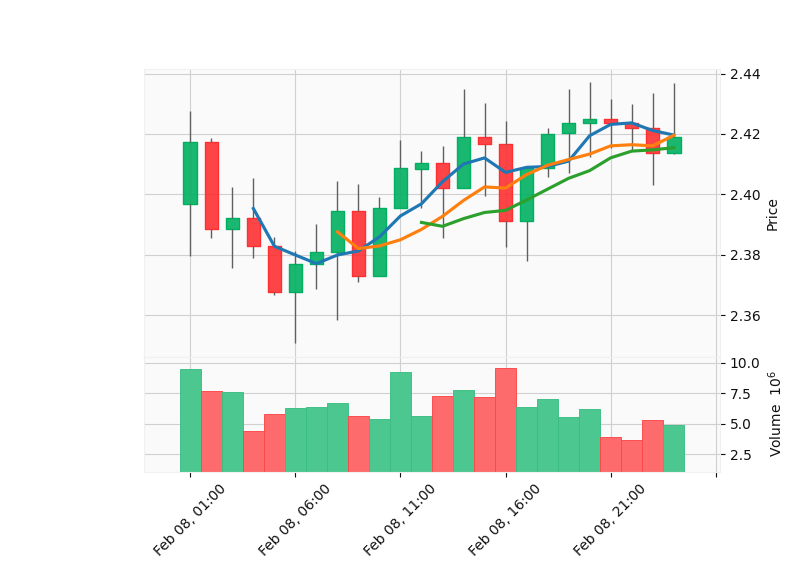 2.44
2.42
2.40
2.38
2.36
Price
10.0
7.5
5.0
2.5
Volume 10^6
Feb 08, 01:00
Feb 08, 06:00
Feb 08, 11:00
Feb 08, 16:00
Feb 08, 21:00